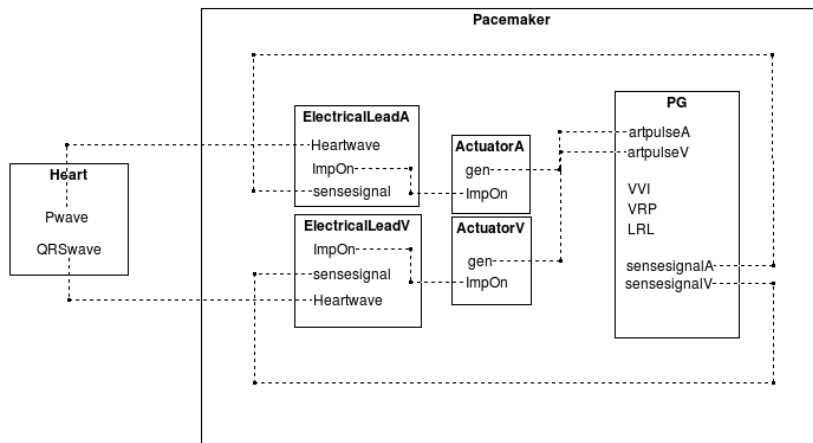 Pacemaker
Heart
Pwave
QRSwave
ElectricalLeadA
Heartwave
ImpOn
sensesignal
ElectricalLeadV
ImpOn
sensesignal
Heartwave
ActuatorA
gen
ImpOn
ActuatorV
gen
ImpOn
PG
artpulseA
artpulseV
VVI
VRP
LRL
sensesignalA
sensesignalV